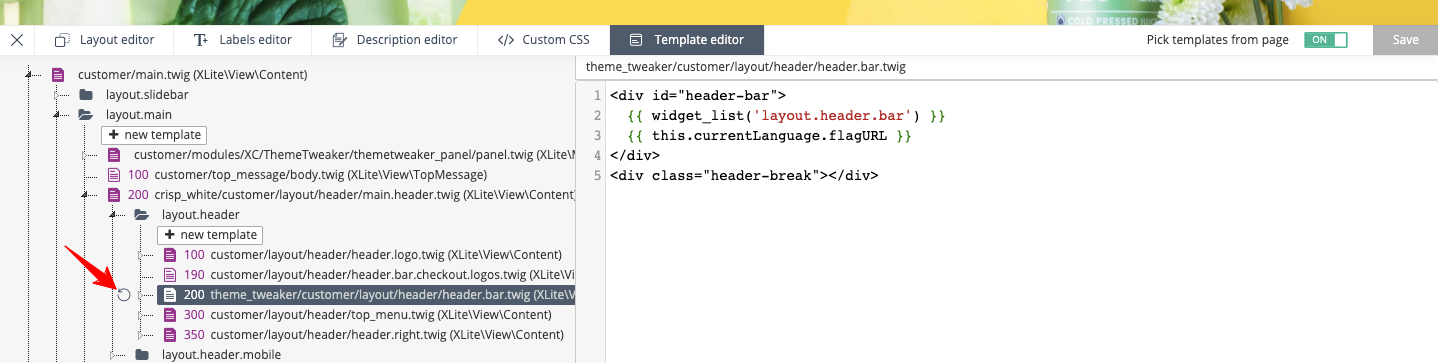 COLD PRESSED JUICE
Layout editor
Labels editor
Description editor
</> Custom CSS
Template editor
Pick templates from page
ON
Save
customer/main.twig (XLite\View\Content)
layout.slidebar
layout.main
+ new template
customer/modules/XC/ThemeTweaker/themetweaker_panel/panel.twig (XLite\M
100 customer/top_message/body.twig (XLite\View\TopMessage)
200 crisp_white/customer/layout/header/main.header.twig (XLite\View\Content)
layout.header
+ new template
100 customer/layout/header/header.logo.twig (XLite\View\Content)
190 customer/layout/header/header.bar.checkout.logos.twig (XLite\Vi
200 theme_tweaker/customer/layout/header/header.bar.twig (XLite\V
300 customer/layout/header/top_menu.twig (XLite\View\Content)
350 customer/layout/header/header.right.twig (XLite\View\Content)
layout.header.mobile
theme_tweaker/customer/layout/header/header.bar.twig
1 <div id="header-bar">
2 {{ widget_list('layout.header.bar') }}
3 {{ this.currentLanguage.flagURL }}
4 </div>
5 <div class="header-break"></div>